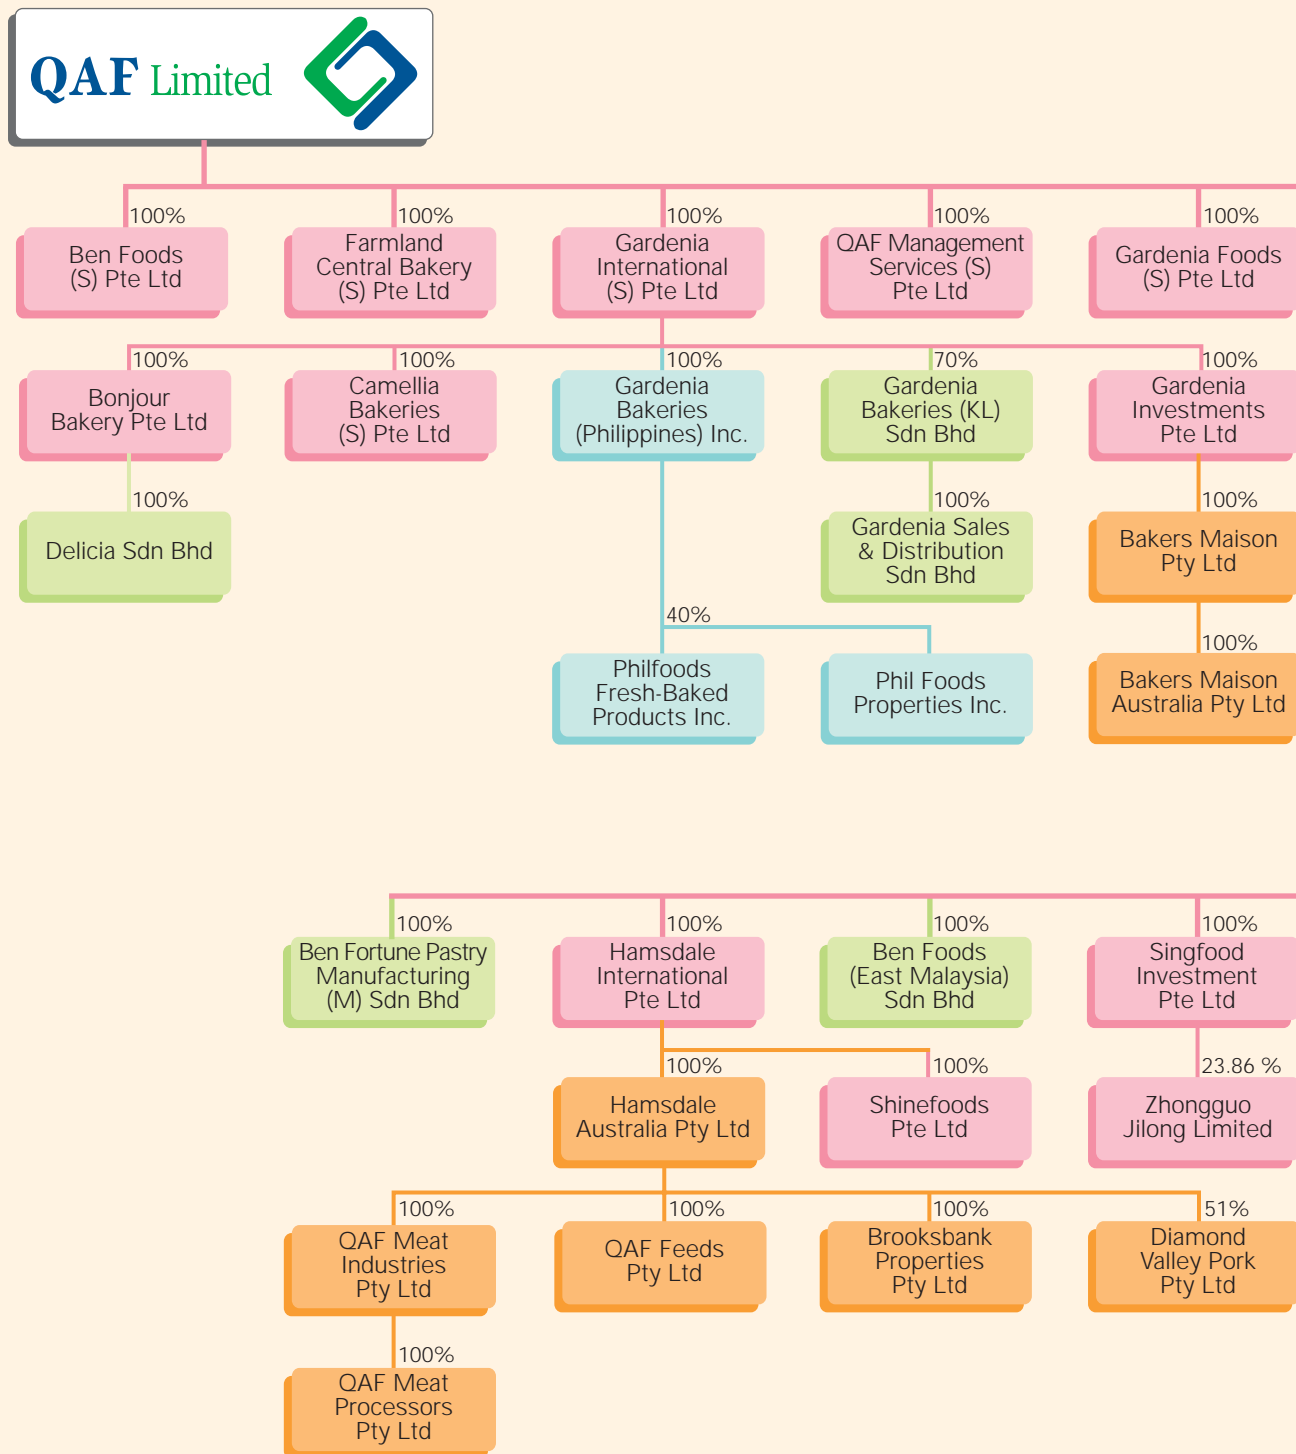 QAF Limited
100%
100%
100%
100%
100%
Ben Foods
(S) Pte Ltd
Farmland
Central Bakery
(S) Pte Ltd
Gardenia
International
(S) Pte Ltd
QAF Management
Services (S)
Pte Ltd
Gardenia Foods
(S) Pte Ltd
100%
100%
100%
70%
100%
Bonjour
Bakery Pte Ltd
Camellia
Bakeries
(S) Pte Ltd
Gardenia
Bakeries
(Philippines) Inc.
Gardenia
Bakeries (KL)
Sdn Bhd
Gardenia
Investments
Pte Ltd
100%
100%
100%
Delicia Sdn Bhd
Gardenia Sales
& Distribution
Sdn Bhd
Bakers Maison
Pty Ltd
40%
100%
Philfoods
Fresh-Baked
Products Inc.
Phil Foods
Properties Inc.
Bakers Maison
Australia Pty Ltd
100%
100%
100%
100%
Ben Fortune Pastry
Manufacturing
(M) Sdn Bhd
Hamsdale
International
Pte Ltd
Ben Foods
(East Malaysia)
Sdn Bhd
Singfood
Investment
Pte Ltd
100%
100%
23.86 %
Hamsdale
Australia Pty Ltd
Shinefoods
Pte Ltd
Zhongguo
Jilong Limited
100%
100%
100%
51%
QAF Meat
Industries
Pty Ltd
QAF Feeds
Pty Ltd
Brooksbank
Properties
Pty Ltd
Diamond
Valley Pork
Pty Ltd
100%
QAF Meat
Processors
Pty Ltd